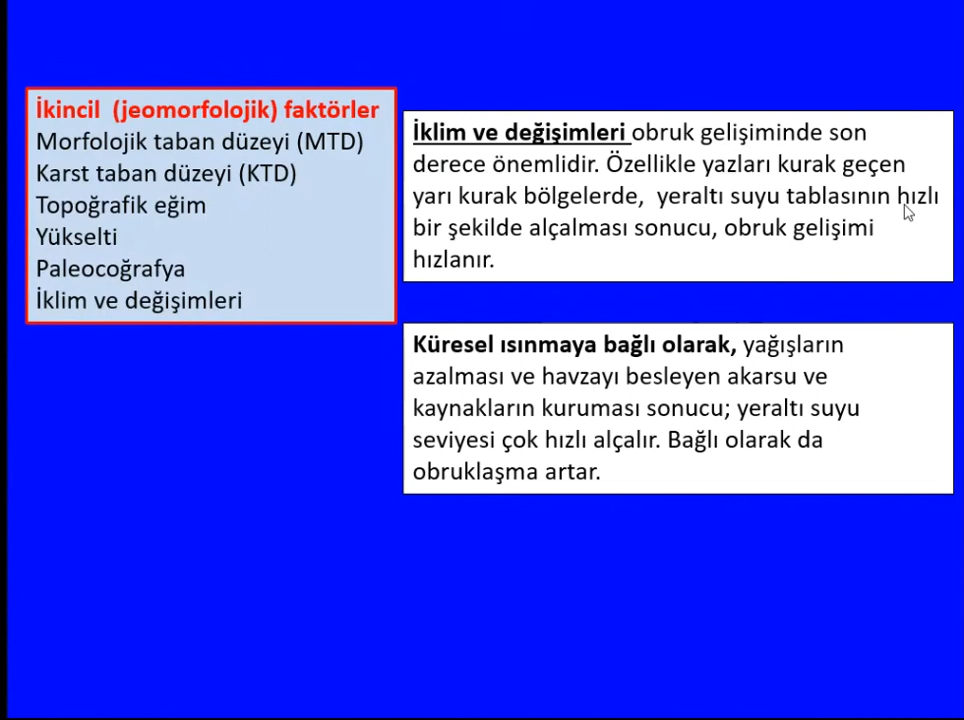 İkincil (jeomorfolojik) faktörler
Morfolojik taban düzeyi (MTD)
Karst taban düzeyi (KTD)
Topoğrafik eğim
Yükselti
Paleocoğrafya
İklim ve değişimleri
İklim ve değişimleri obruk gelişiminde son
derece önemlidir. Özellikle yazları kurak geçen
yarı kurak bölgelerde, yeraltı suyu tablasının hızlı
bir şekilde alçalması sonucu, obruk gelişimi
hızlanır.
Küresel ısınmaya bağlı olarak, yağışların
azalması ve havzayı besleyen akarsu ve
kaynakların kuruması sonucu; yeraltı suyu
seviyesi çok hızlı alçalır. Bağlı olarak da
obruklaşma artar.